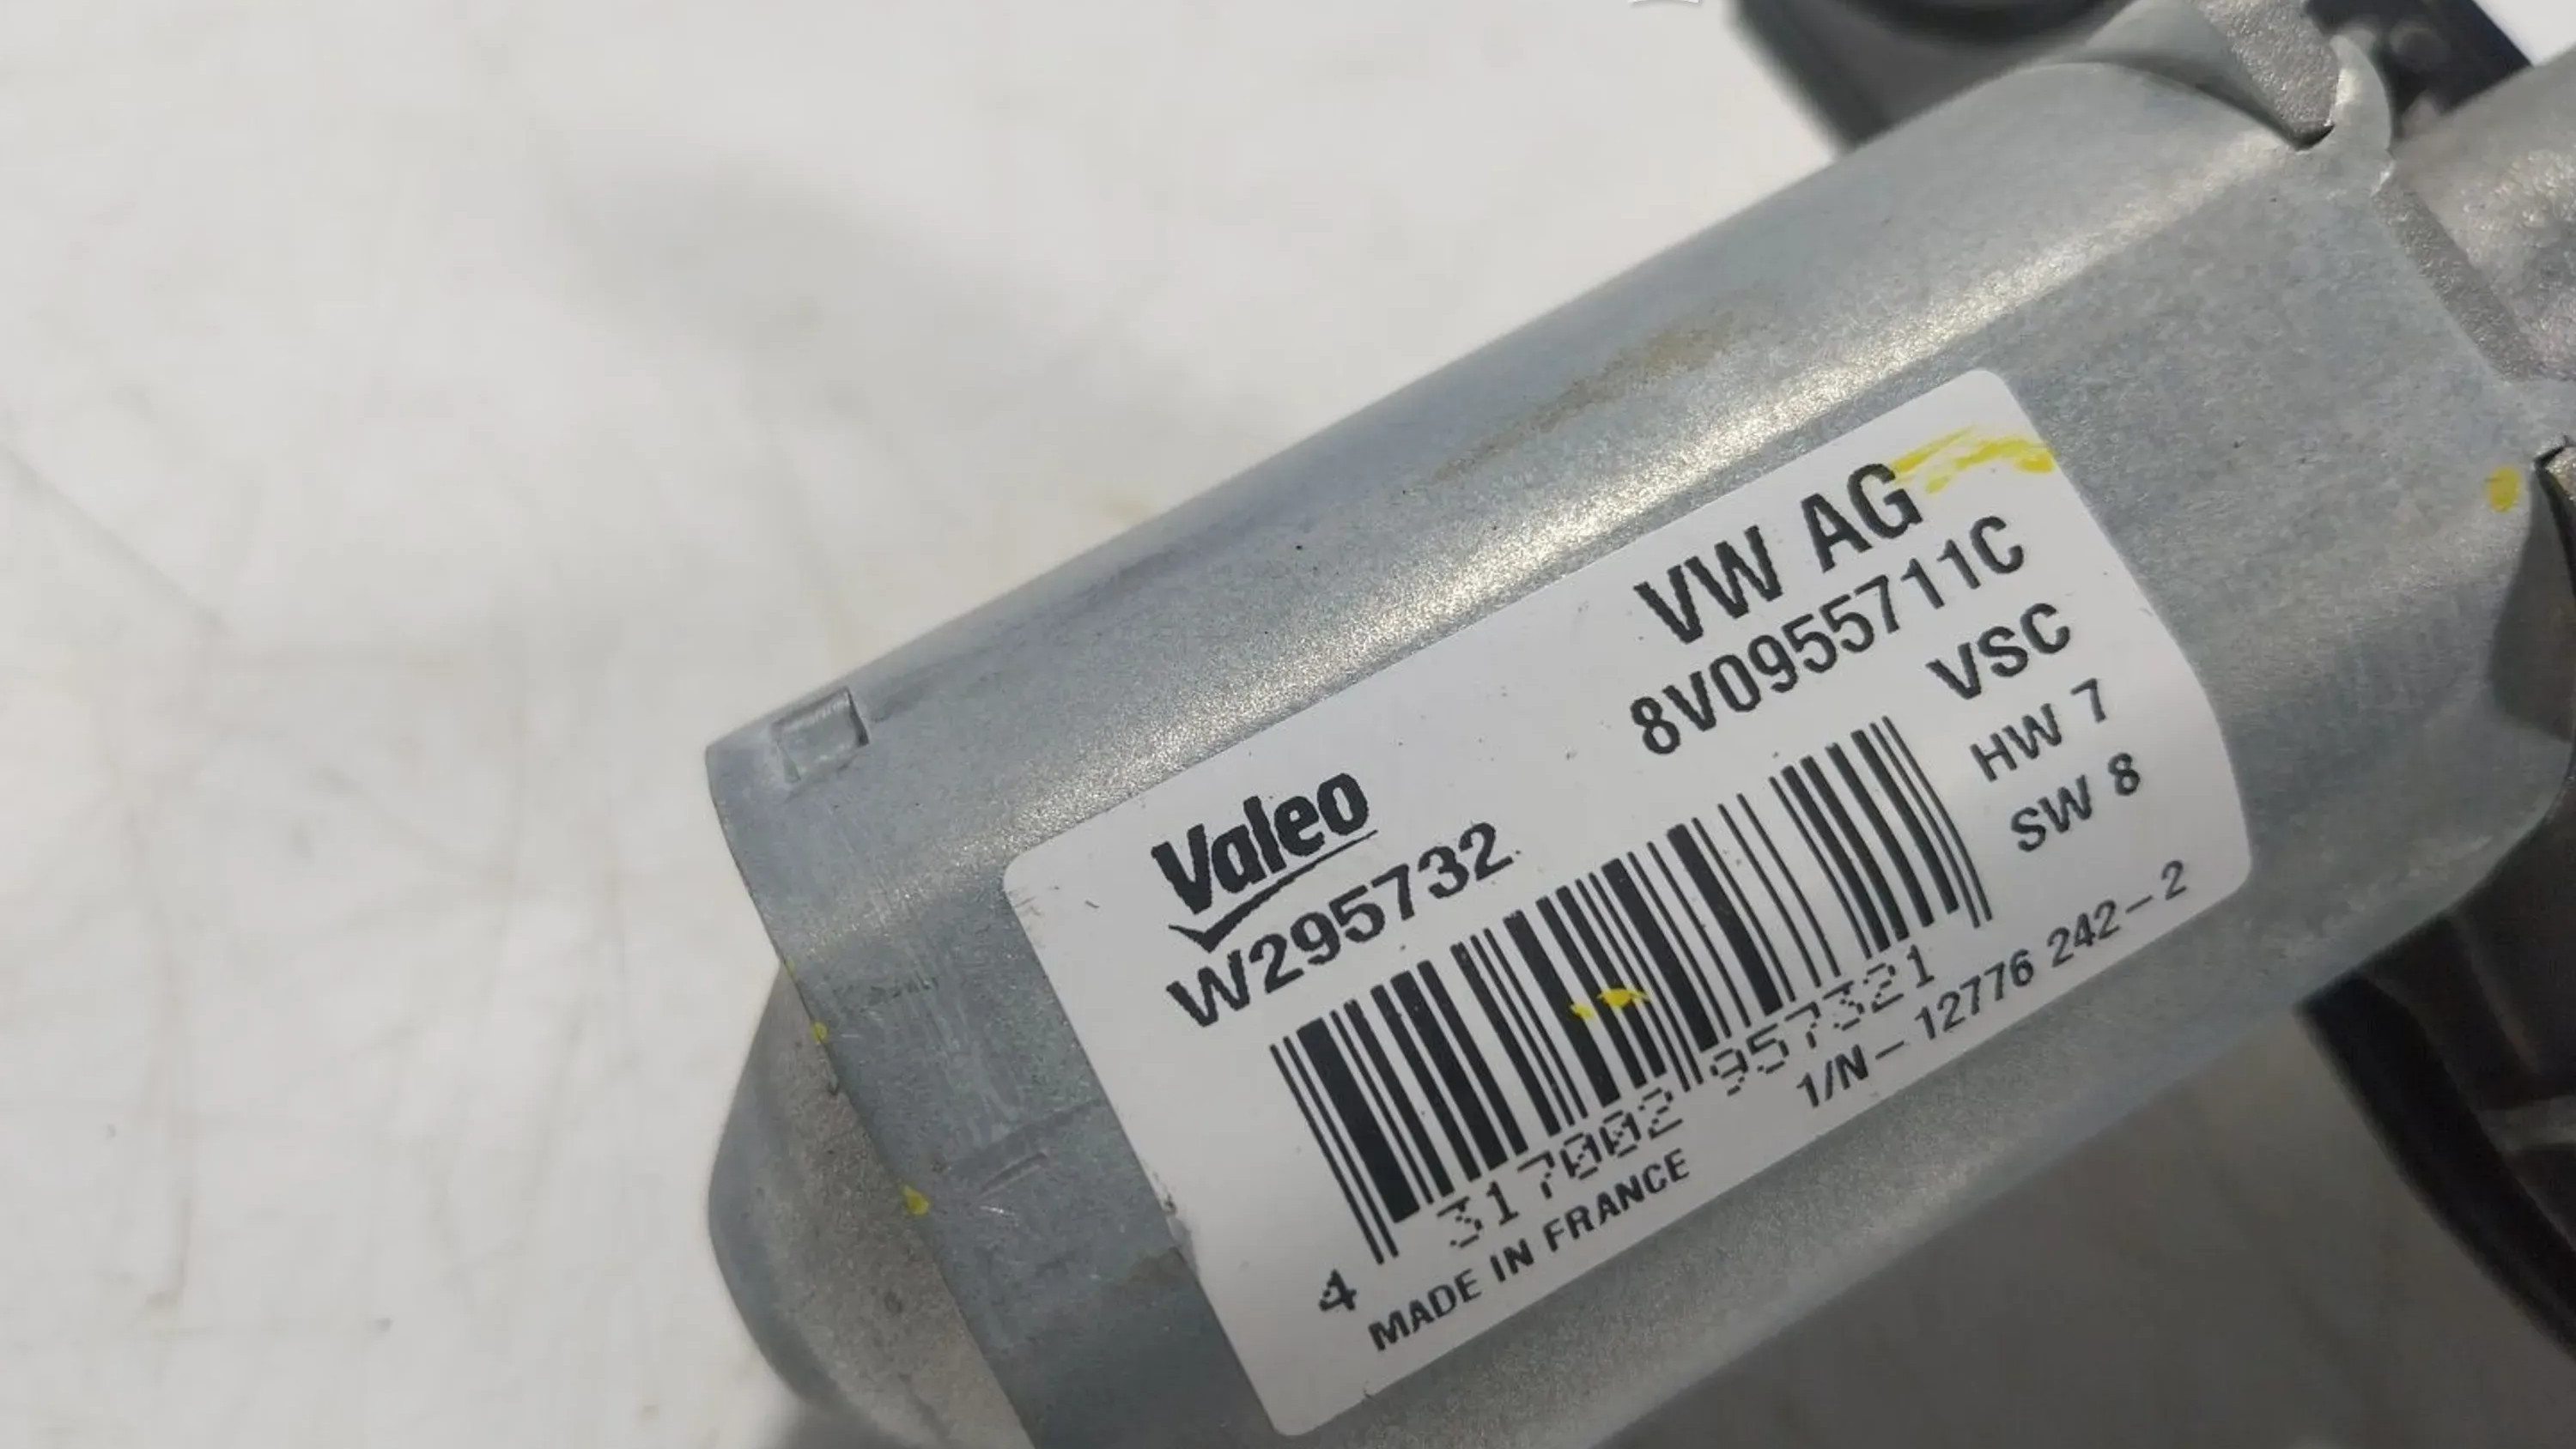 VW AG
8V0955711C
VSC
HW 7
SW 8
Valeo
W295732
4 317002 957321
1/N-12776 242-2
MADE IN FRANCE